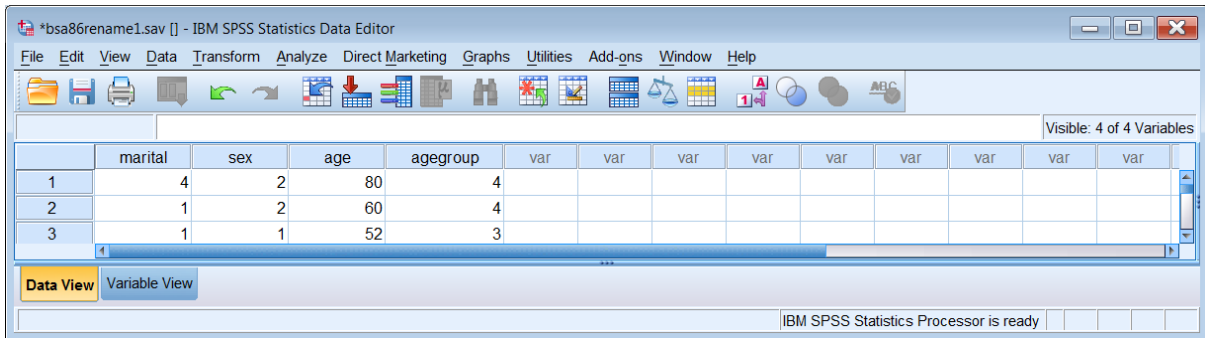 *bsa86rename1.sav [] - IBM SPSS Statistics Data Editor
File Edit View Data Transform Analyze Direct Marketing Graphs Utilities Add-ons Window Help
A
1
ABC
Visible: 4 of 4 Variables
marital sex age agegroup var var var var var var var var var
1 4 2 80 4
2 1 2 60 4
3 1 1 52 3
Data View Variable View
IBM SPSS Statistics Processor is ready